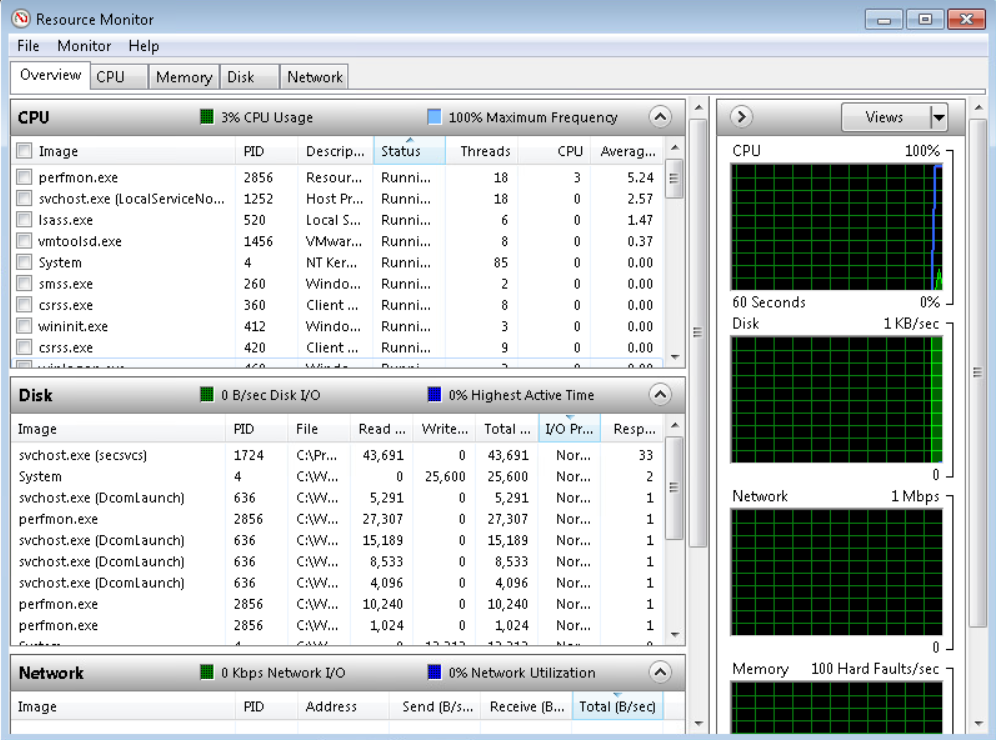 Resource Monitor
File Monitor Help
Overview CPU Memory Disk Network
CPU 3% CPU Usage 100% Maximum Frequency
Image PID Descrip... Status Threads CPU Averag...
perfmon.exe 2856 Resour... Runni... 18 3 5.24
svchost.exe (LocalServiceNo... 1252 Host Pr... Runni... 18 0 2.57
lsass.exe 520 Local S... Runni... 6 0 1.47
vmtoolsd.exe 1456 VMwar... Runni... 8 0 0.37
System 4 NT Ker... Runni... 85 0 0.00
smss.exe 260 Windo... Runni... 2 0 0.00
csrss.exe 360 Client ... Runni... 8 0 0.00
wininit.exe 412 Windo... Runni... 3 0 0.00
csrss.exe 420 Client ... Runni... 9 0 0.00
Disk 0 B/sec Disk I/O 0% Highest Active Time
Image PID File Read ... Write... Total ... I/O Pr... Resp...
svchost.exe (secsvcs) 1724 C:\Pr... 43,691 0 43,691 Nor... 33
System 4 C:\W... 0 25,600 25,600 Nor... 2
svchost.exe (DcomLaunch) 636 C:\W... 5,291 0 5,291 Nor... 1
perfmon.exe 2856 C:\W... 27,307 0 27,307 Nor... 1
svchost.exe (DcomLaunch) 636 C:\W... 15,189 0 15,189 Nor... 1
svchost.exe (DcomLaunch) 636 C:\W... 8,533 0 8,533 Nor... 1
svchost.exe (DcomLaunch) 636 C:\W... 4,096 0 4,096 Nor... 1
perfmon.exe 2856 C:\W... 10,240 0 10,240 Nor... 1
perfmon.exe 2856 C:\W... 1,024 0 1,024 Nor... 1
Network 0 Kbps Network I/O 0% Network Utilization
Image PID Address Send (B/s... Receive (B... Total (B/sec)
Views
CPU 100%
60 Seconds 0%
Disk 1 KB/sec
0
Network 1 Mbps
0
Memory 100 Hard Faults/sec